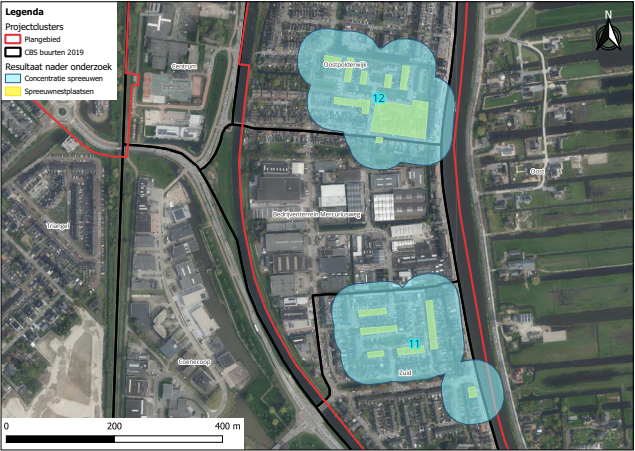 Legenda
Projectclusters
Plangebied
CBS buurten 2019
Resultaat nader onderzoek
Concentratie spreeuwen
Spreeuwnestplaatsen
N
Centrum
Oostpolderwijk
12
Oost
Triangel
Bedrijventerrein Mercuriusweg
11
Coenecoop
Zuid
0 200 400 m